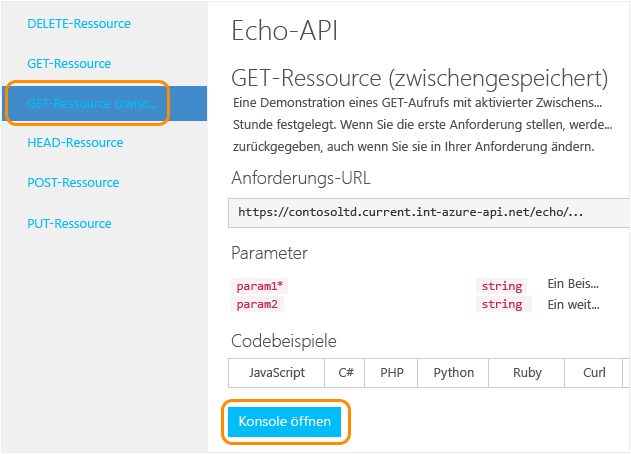 DELETE-Ressource
GET-Ressource
GET-Ressource (zwisc...
HEAD-Ressource
POST-Ressource
PUT-Ressource
Echo-API
GET-Ressource (zwischengespeichert)
Eine Demonstration eines GET-Aufrufs mit aktivierter Zwischens...
Stunde festgelegt. Wenn Sie die erste Anforderung stellen, werde...
zurückgegeben, auch wenn Sie sie in Ihrer Anforderung ändern.
Anforderungs-URL
https://contosoltd.current.int-azure-api.net/echo/...
Parameter
param1* string Ein Beis...
param2 string Ein weit...
Codebeispiele
JavaScript C# PHP Python Ruby Curl
Konsole öffnen